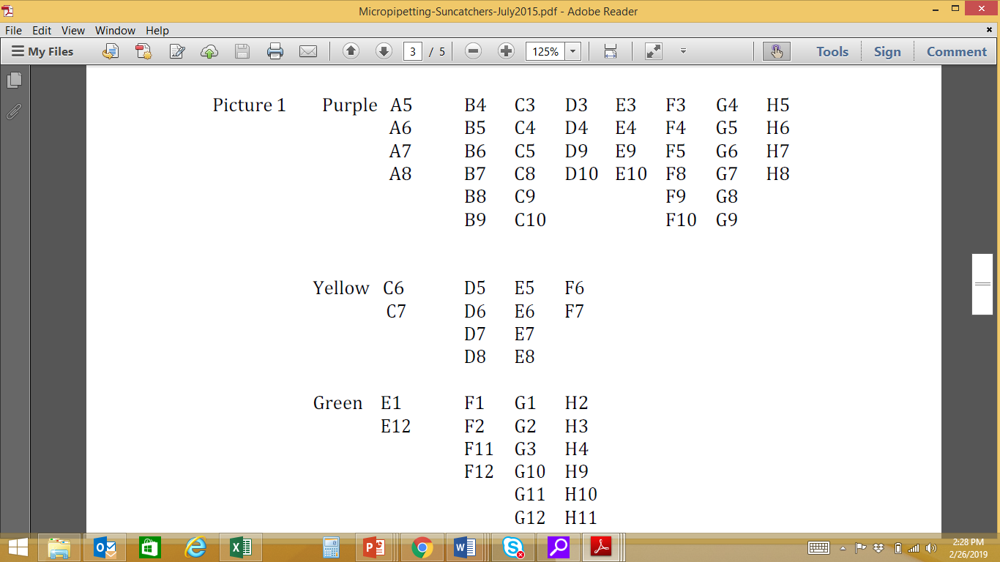 Micropipetting-Suncatchers-July2015.pdf - Adobe Reader
File Edit View Window Help
My Files 3 / 5 125% Tools Sign Comment
Picture 1 Purple A5 B4 C3 D3 E3 F3 G4 H5
A6 B5 C4 D4 E4 F4 G5 H6
A7 B6 C5 D9 E9 F5 G6 H7
A8 B7 C8 D10 E10 F8 G7 H8
B8 C9 F9 G8
B9 C10 F10 G9
Yellow C6 D5 E5 F6
C7 D6 E6 F7
D7 E7
D8 E8
Green E1 F1 G1 H2
E12 F2 G2 H3
F11 G3 H4
F12 G10 H9
G11 H10
G12 H11
2:28 PM
2/26/2019